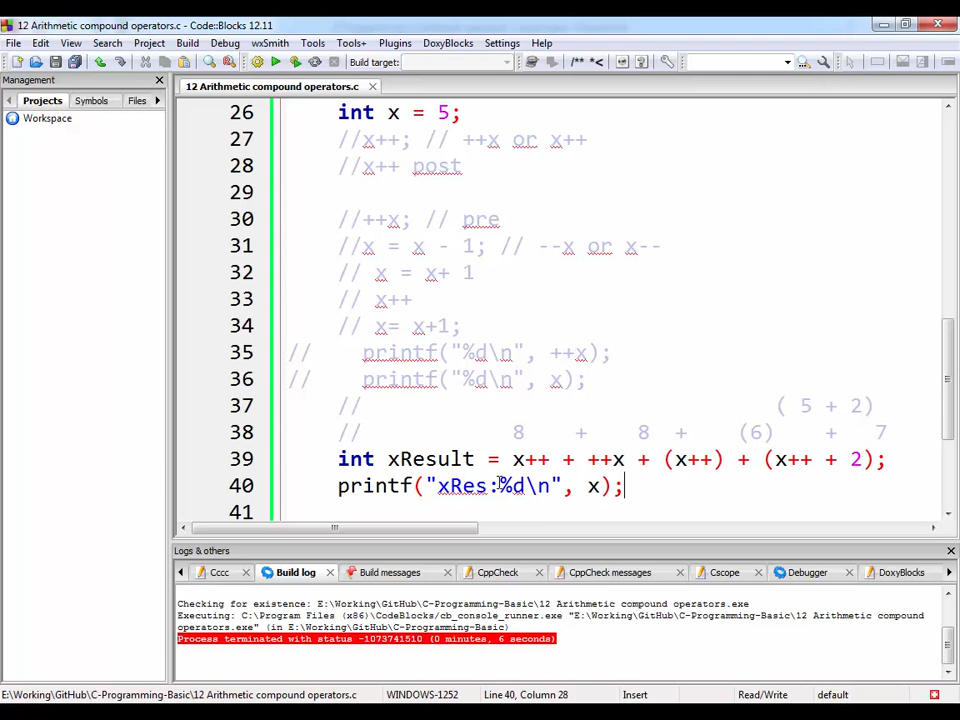 12 Arithmetic compound operators.c - Code::Blocks 12.11
File Edit View Search Project Build Debug wxSmith Tools Tools+ Plugins DoxyBlocks Settings Help
Build target:
/** *<
Management
Projects Symbols Files
Workspace
12 Arithmetic compound operators.c
26 int x = 5;
27 //x++; // ++x or x++
28 //x++ post
29
30 //++x; // pre
31 //x = x - 1; // --x or x--
32 // x = x+ 1
33 // x++
34 // x= x+1;
35 // printf("%d\n", ++x);
36 // printf("%d\n", x);
37 // ( 5 + 2)
38 // 8 + 8 + (6) + 7
39 int xResult = x++ + ++x + (x++) + (x++ + 2);
40 printf("xRes:%d\n", x);
41
Logs & others
Cccc Build log Build messages CppCheck CppCheck messages Cscope Debugger DoxyBlocks
Checking for existence: E:\Working\GitHub\C-Programming-Basic\12 Arithmetic compound operators.exe
Executing: C:\Program Files (x86)\CodeBlocks/cb_console_runner.exe "E:\Working\GitHub\C-Programming-Basic\12 Arithmetic compound
operators.exe" (in E:\Working\GitHub\C-Programming-Basic)
Process terminated with status -1073741510 (0 minutes, 6 seconds)
E:\Working\GitHub\C-Programming-Basic\12 Arithmetic compound operators.c WINDOWS-1252 Line 40, Column 28 Insert Read/Write default